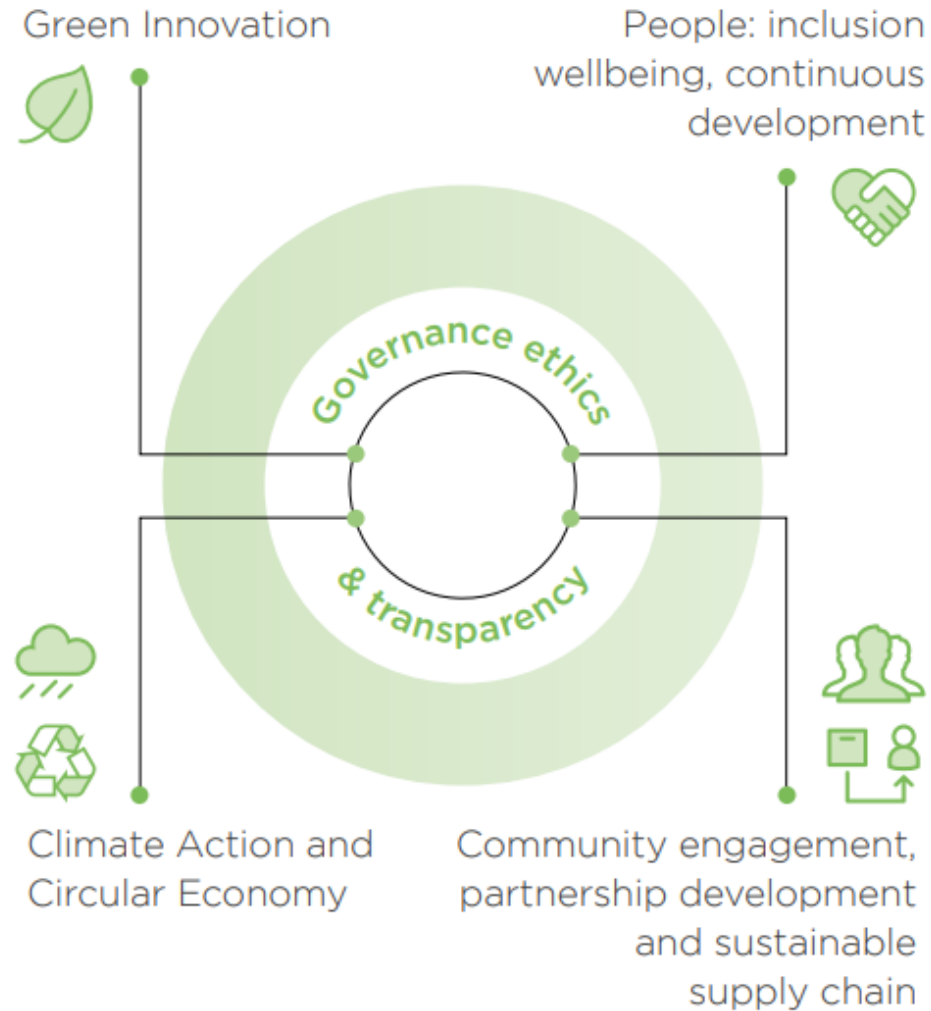 Green Innovation
People: inclusion
wellbeing, continuous
development
Governance ethics
& transparency
Climate Action and
Circular Economy
Community engagement,
partnership development
and sustainable
supply chain